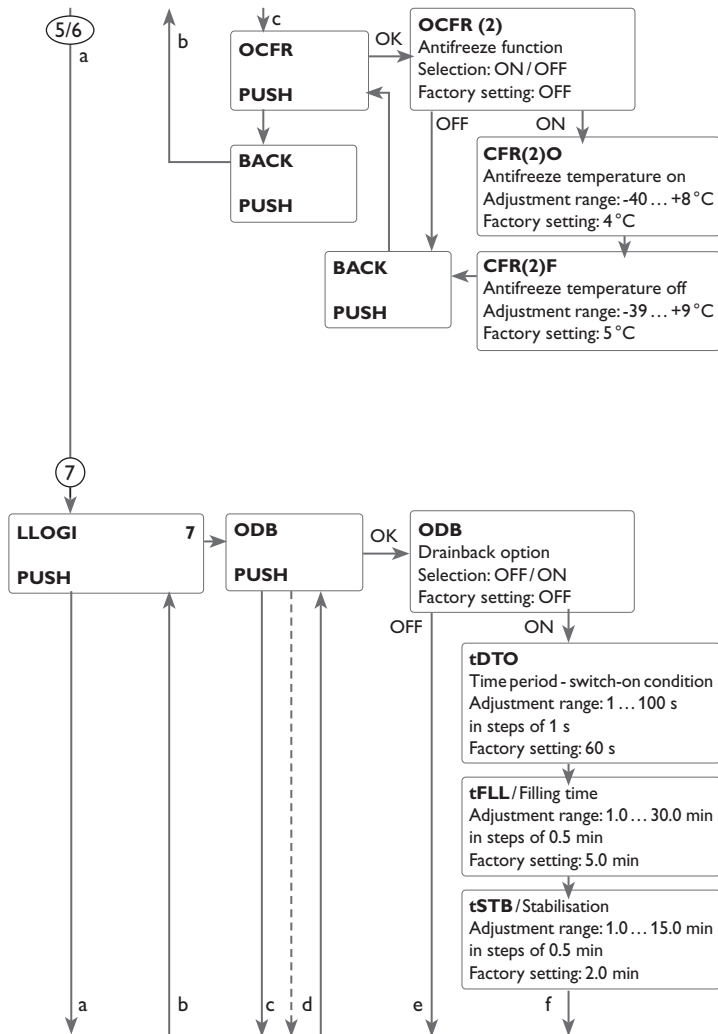 5/6
a
b
c
OCFR
PUSH
OK
OCFR (2)
Antifreeze function
Selection: ON / OFF
Factory setting: OFF
OFF
ON
BACK
PUSH
CFR(2)O
Antifreeze temperature on
Adjustment range: -40 … +8 °C
Factory setting: 4 °C
BACK
PUSH
CFR(2)F
Antifreeze temperature off
Adjustment range: -39 … +9 °C
Factory setting: 5 °C
7
LLOGI 7
PUSH
ODB
PUSH
OK
ODB
Drainback option
Selection: OFF / ON
Factory setting: OFF
OFF
ON
tDTO
Time period - switch-on condition
Adjustment range: 1 … 100 s
in steps of 1 s
Factory setting: 60 s
tFLL / Filling time
Adjustment range: 1.0 … 30.0 min
in steps of 0.5 min
Factory setting: 5.0 min
tSTB / Stabilisation
Adjustment range: 1.0 … 15.0 min
in steps of 0.5 min
Factory setting: 2.0 min
a
b
c
d
e
f